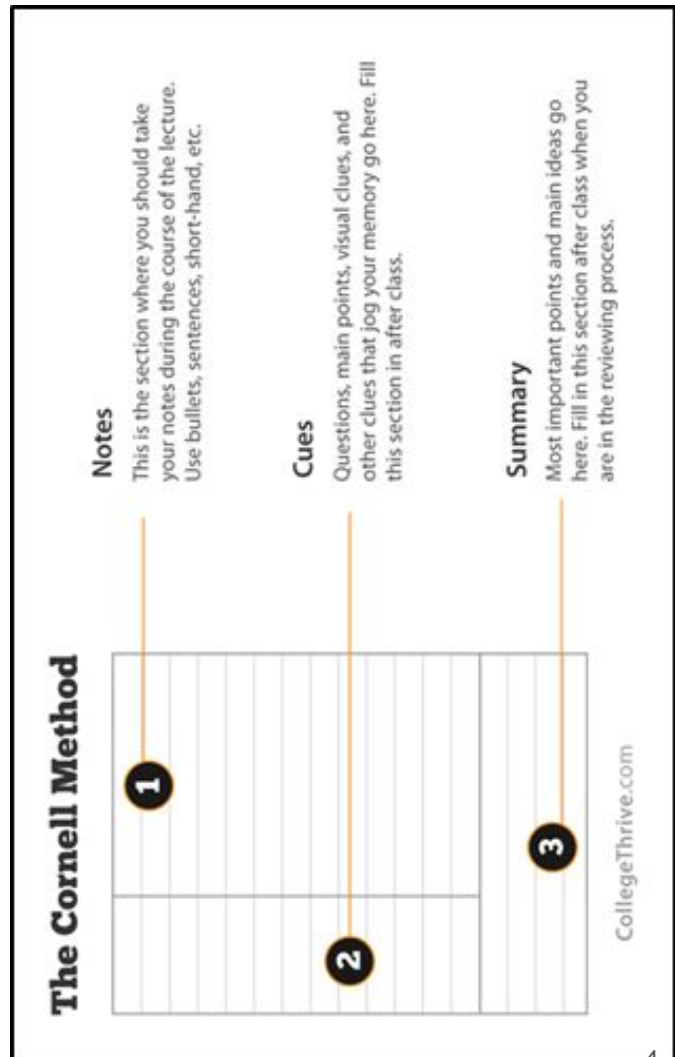 The Cornell Method
1
2
3
Notes
This is the section where you should take
your notes during the course of the lecture.
Use bullets, sentences, short-hand, etc.
Cues
Questions, main points, visual clues, and
other clues that jog your memory go here. Fill
this section in after class.
Summary
Most important points and main ideas go
here. Fill in this section after class when you
are in the reviewing process.
CollegeThrive.com